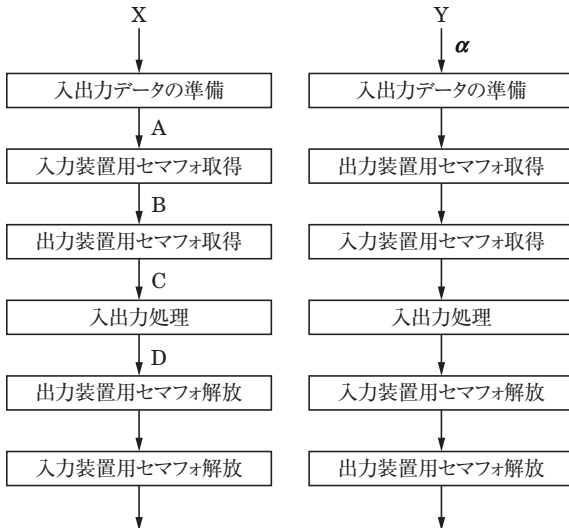 X
入出力データの準備
A
入力装置用セマフォ取得
B
出力装置用セマフォ取得
C
入出力処理
D
出力装置用セマフォ解放
入力装置用セマフォ解放
Y
α
入出力データの準備
出力装置用セマフォ取得
入力装置用セマフォ取得
入出力処理
入力装置用セマフォ解放
出力装置用セマフォ解放